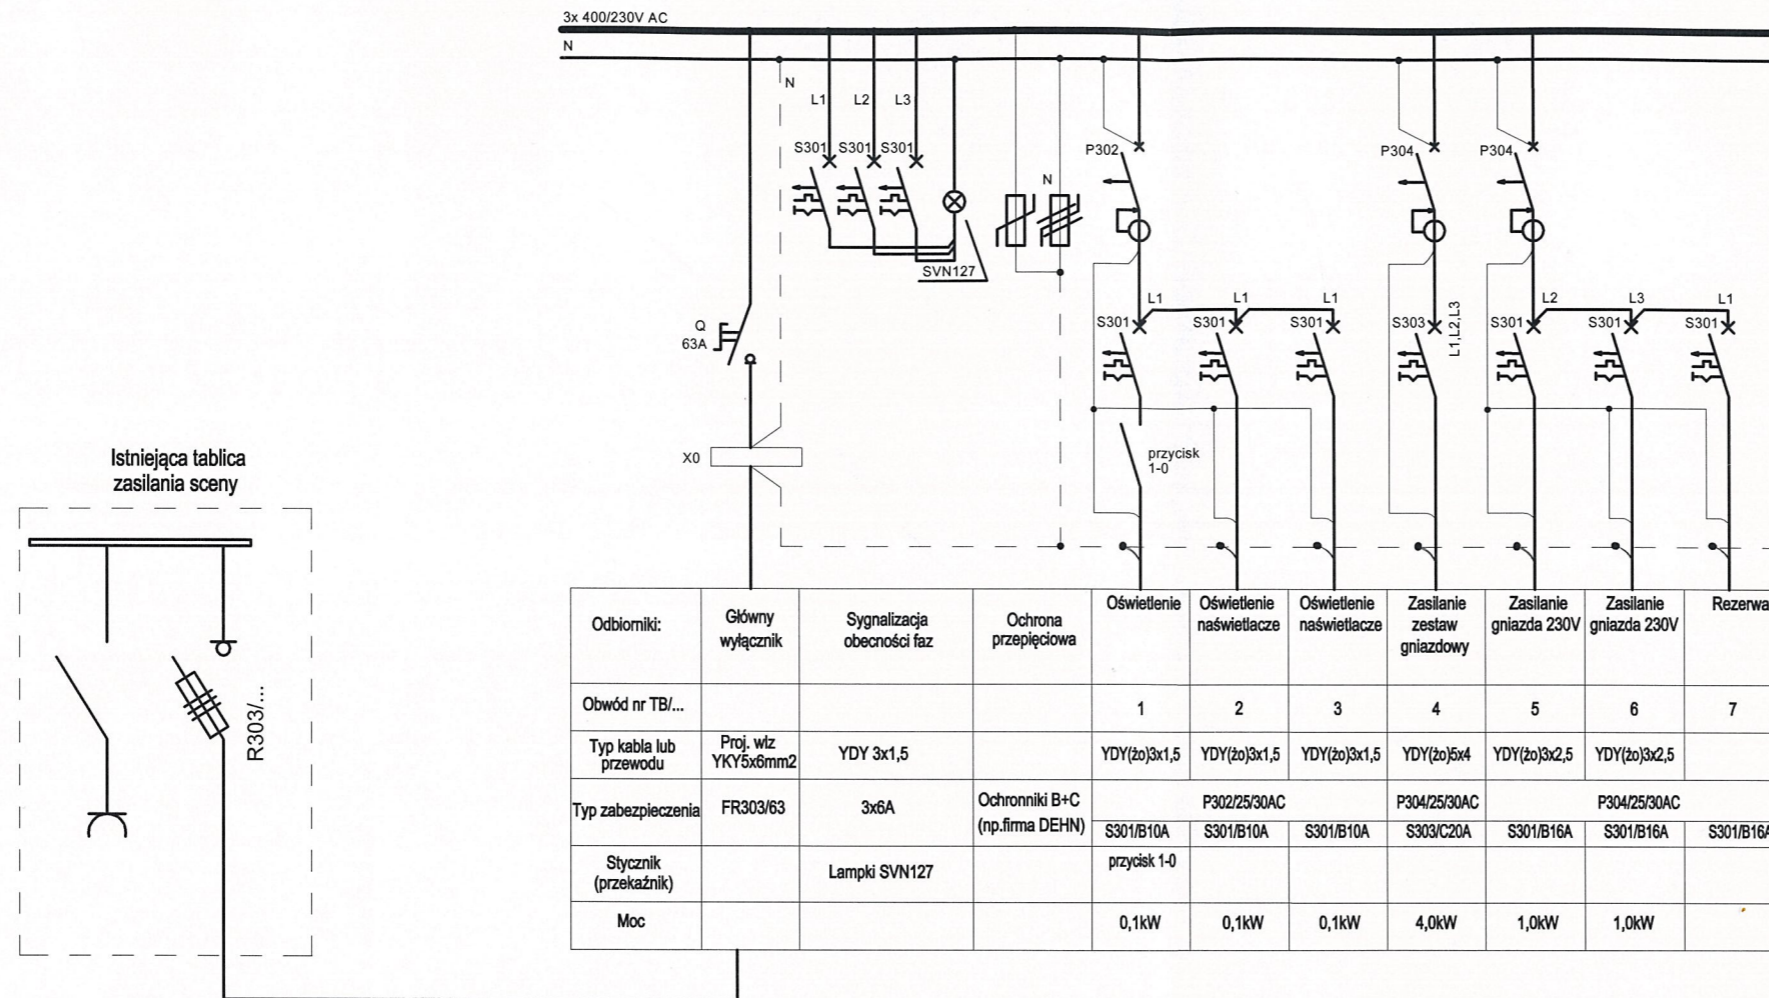 3x 400/230V AC
N
N
L1 L2 L3
S301 S301 S301
N
SVN127
P302
P304
P304
L1 L1 L1
S301 S301 S301
S303
L1,L2,L3
L2 L3 L1
S301 S301 S301
Q
63A
X0
przycisk
1-0
Istniejąca tablica
zasilania sceny
R303/...
Odbiorniki:
Główny
wyłącznik
Sygnalizacja
obecności faz
Ochrona
przepięciowa
Oświetlenie
Oświetlenie
naświetlacze
Oświetlenie
naświetlacze
Zasilanie
zestaw
gniazdowy
Zasilanie
gniazda 230V
Zasilanie
gniazda 230V
Rezerwa
Obwód nr TB/... 1 2 3 4 5 6 7
Typ kabla lub
przewodu
Proj. wlz
YKY5x6mm2
YDY 3x1,5
YDY(żo)3x1,5 YDY(żo)3x1,5 YDY(żo)3x1,5 YDY(żo)5x4 YDY(żo)3x2,5 YDY(żo)3x2,5
Typ zabezpieczenia FR303/63 3x6A
Ochronniki B+C
(np.firma DEHN)
P302/25/30AC P304/25/30AC P304/25/30AC
S301/B10A S301/B10A S301/B10A S303/C20A S301/B16A S301/B16A S301/B16A
Stycznik
(przekaźnik)
Lampki SVN127
przycisk 1-0
Moc 0,1kW 0,1kW 0,1kW 4,0kW 1,0kW 1,0kW